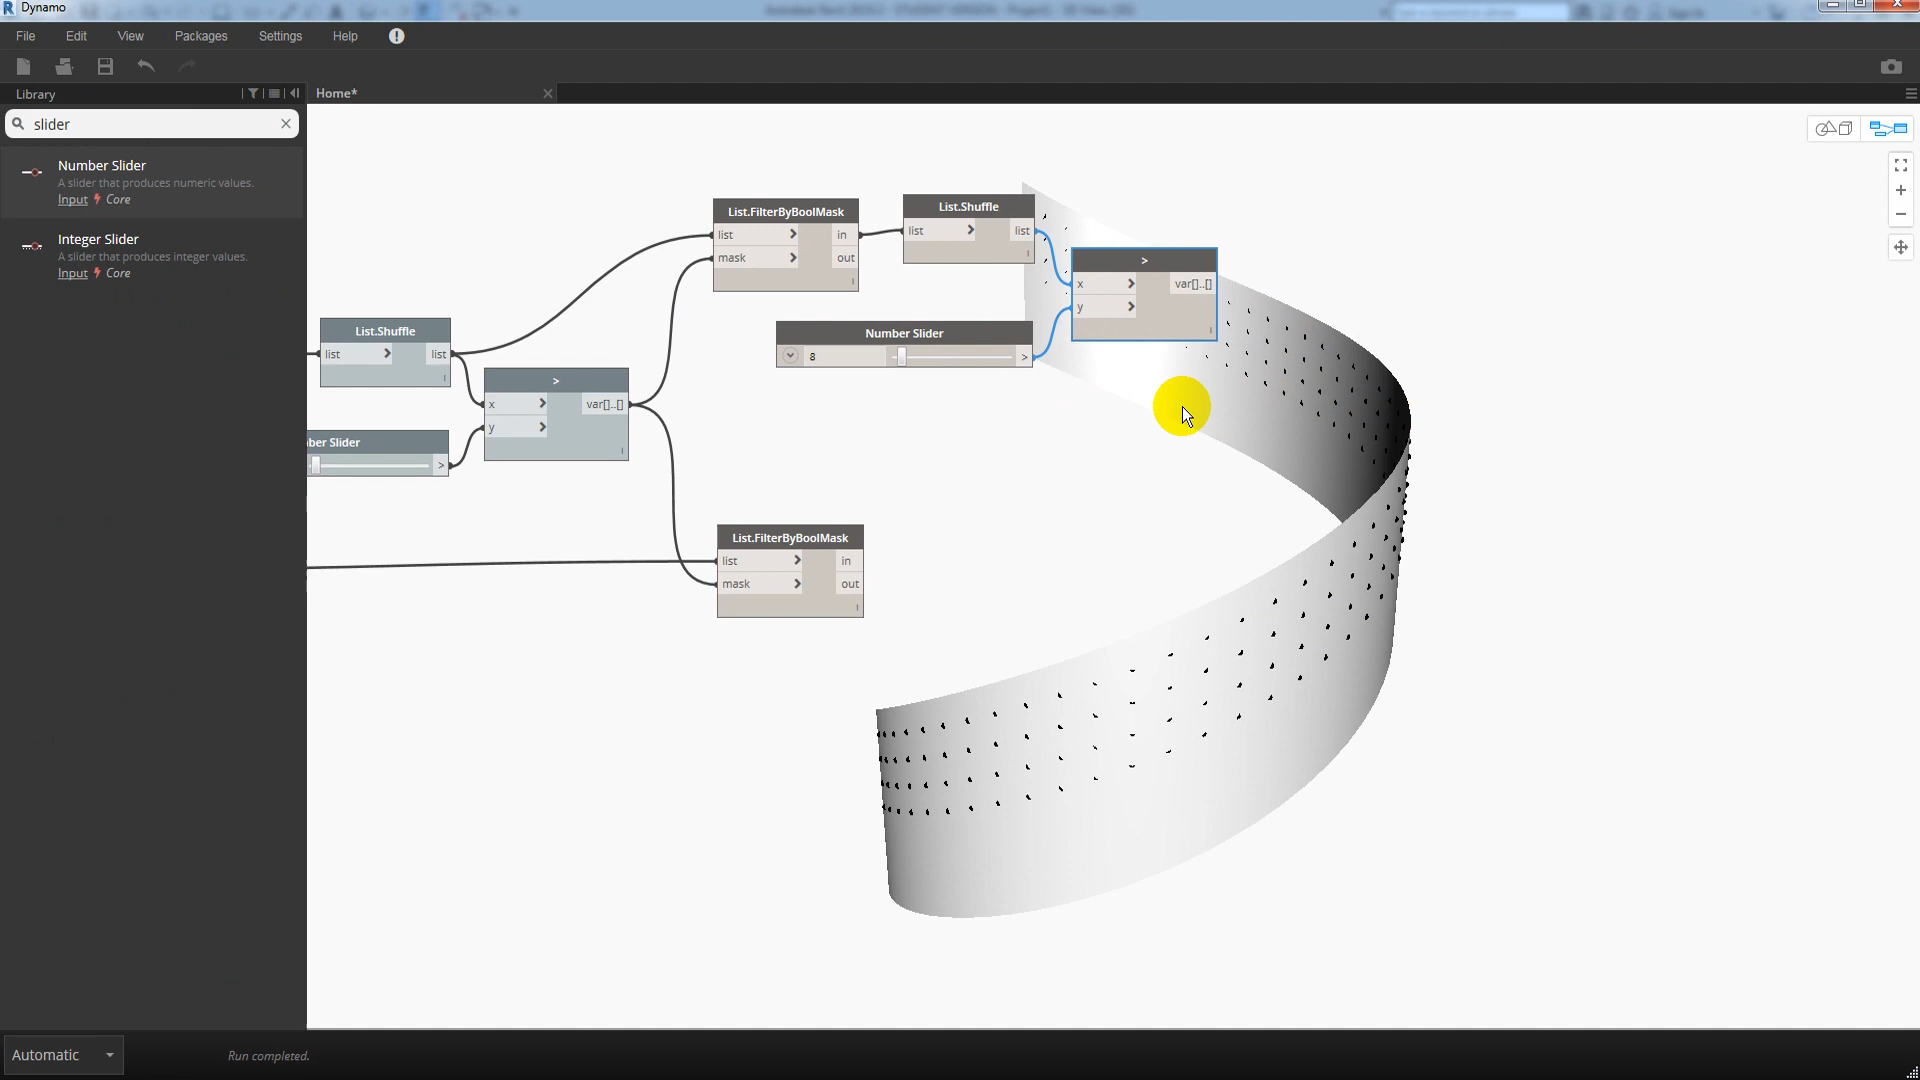 Dynamo
File Edit View Packages Settings Help
Library
Home*
slider
Number Slider
A slider that produces numeric values.
Input Core
Integer Slider
A slider that produces integer values.
Input Core
List.FilterByBoolMask
list > in
mask > out
List.Shuffle
list > list
>
x > var[]..[]
y >
Number Slider
8 >
List.Shuffle
list > list
>
x > var[]..[]
y >
ber Slider
>
List.FilterByBoolMask
list > in
mask > out
Automatic
Run completed.